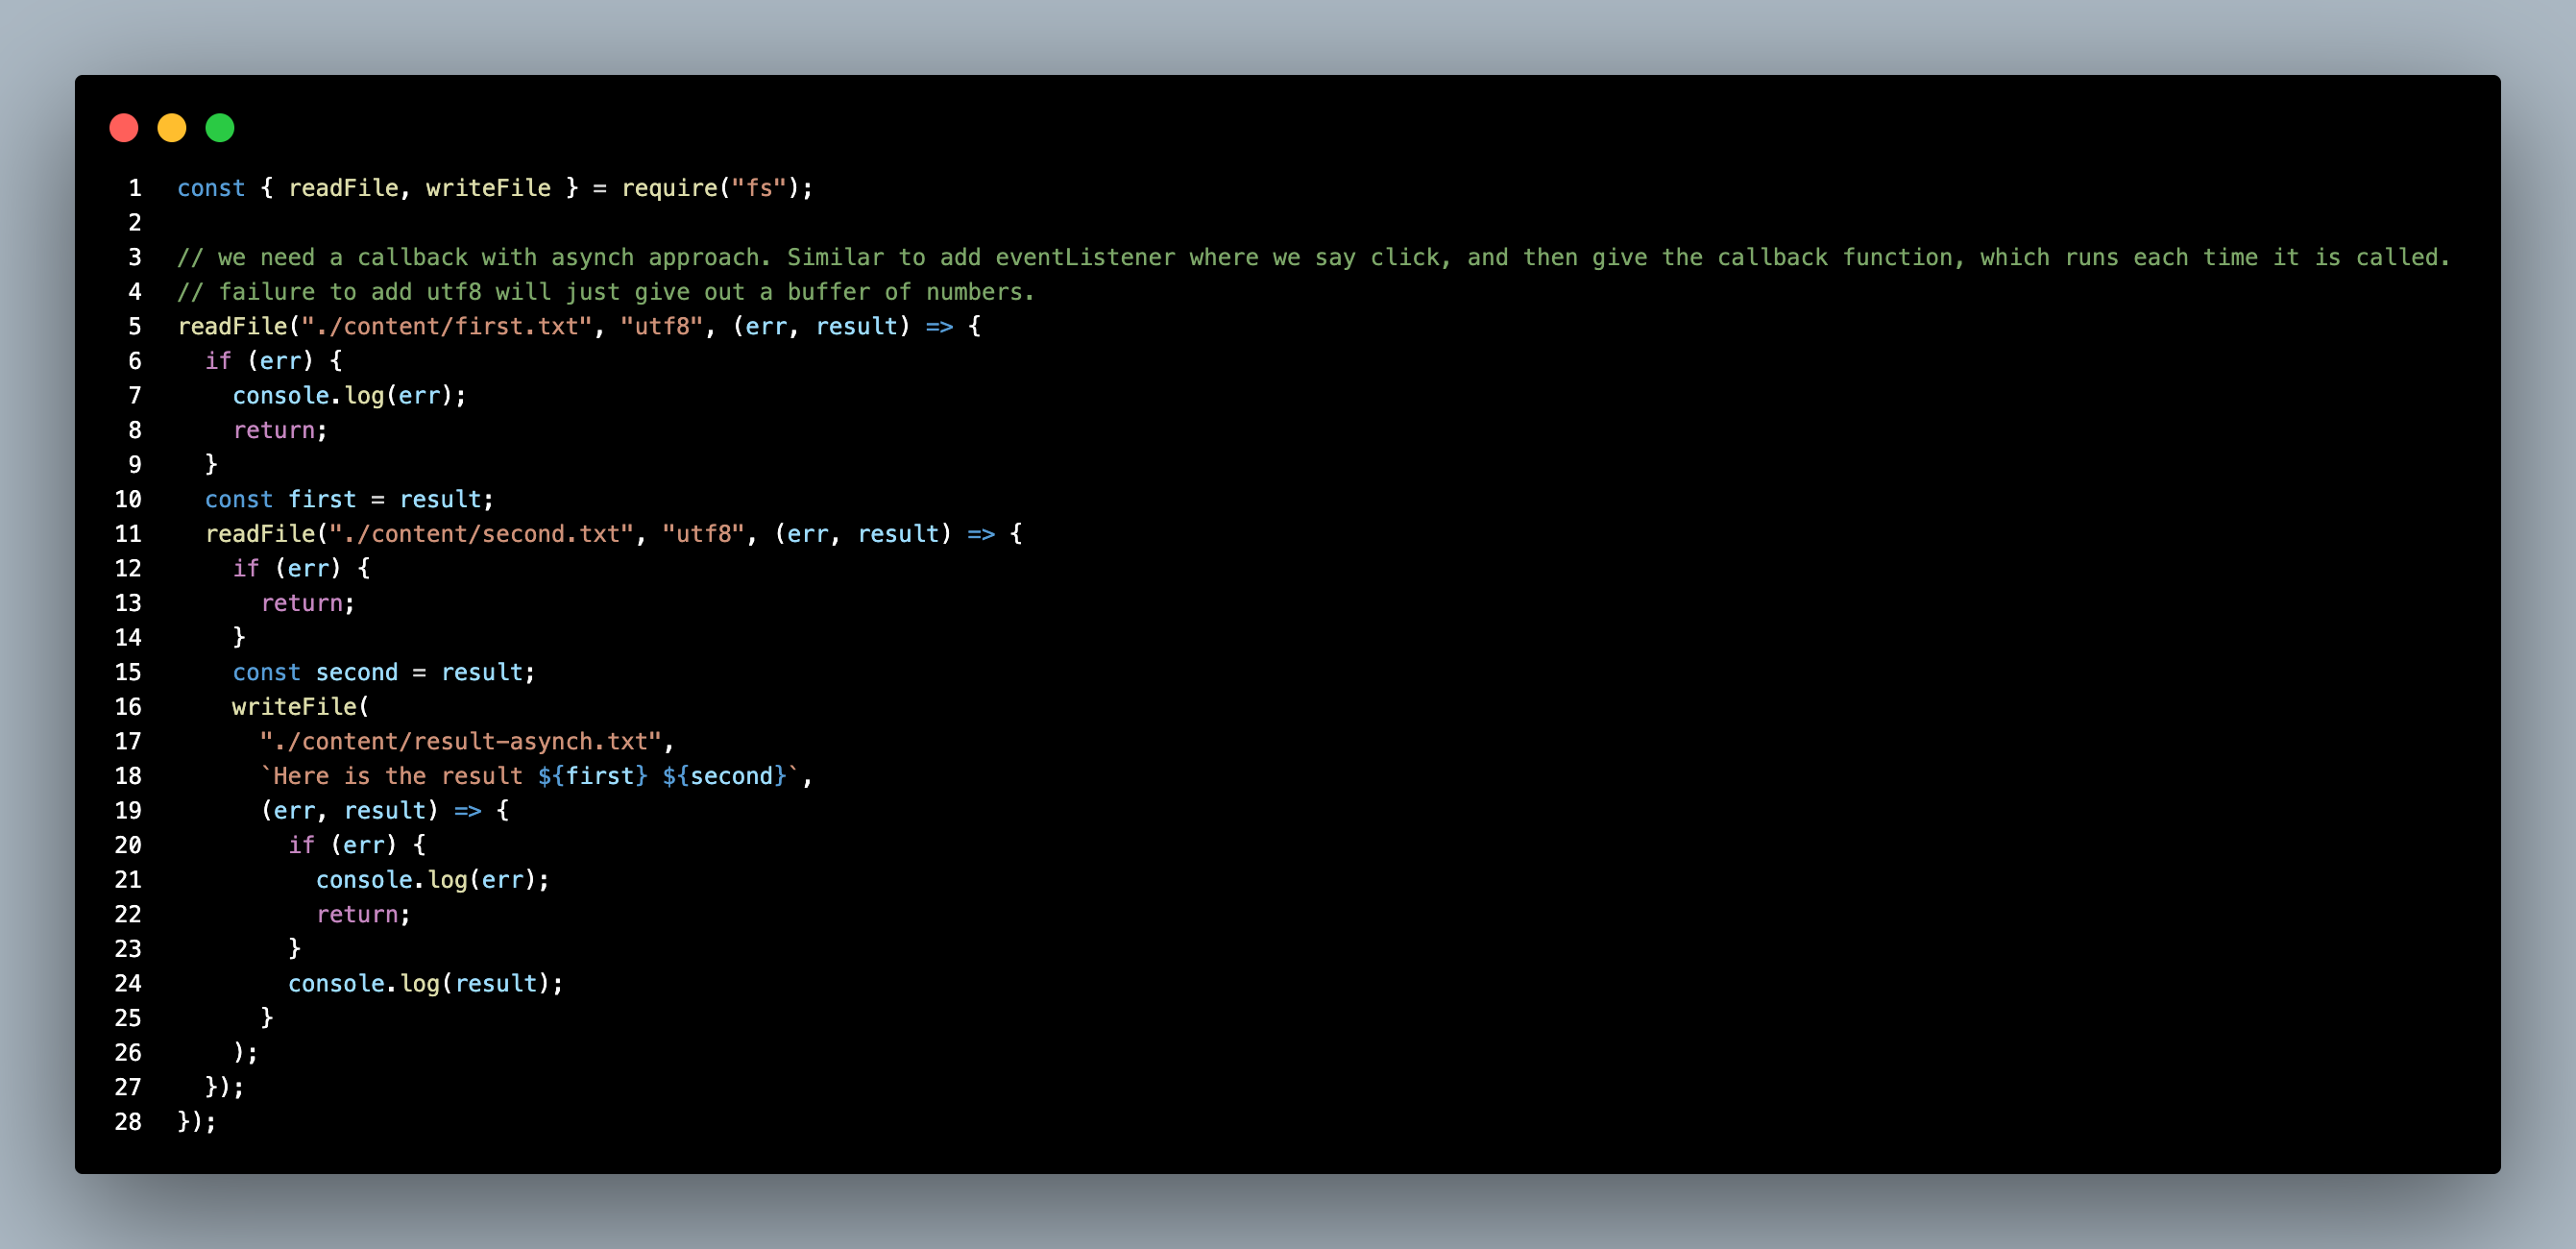 1 const { readFile, writeFile } = require("fs");
2
3 // we need a callback with asynch approach. Similar to add eventListener where we say click, and then give the callback function, which runs each time it is called.
4 // failure to add utf8 will just give out a buffer of numbers.
5 readFile("./content/first.txt", "utf8", (err, result) => {
6   if (err) {
7     console.log(err);
8     return;
9   }
10   const first = result;
11   readFile("./content/second.txt", "utf8", (err, result) => {
12     if (err) {
13       return;
14     }
15     const second = result;
16     writeFile(
17       "./content/result-asynch.txt",
18       `Here is the result ${first} ${second}`,
19       (err, result) => {
20         if (err) {
21           console.log(err);
22           return;
23         }
24         console.log(result);
25       }
26     );
27   });
28 });